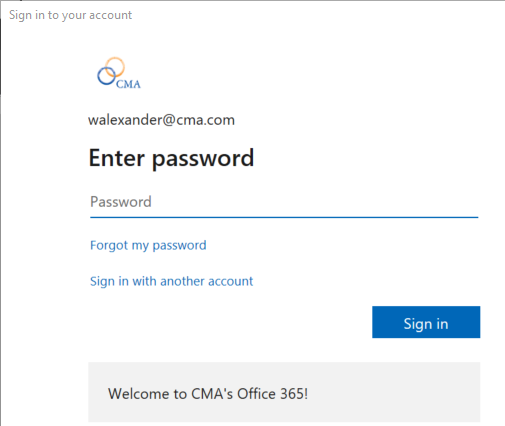 Sign in to your account
CMA
walexander@cma.com
Enter password
Password
Forgot my password
Sign in with another account
Sign in
Welcome to CMA's Office 365!